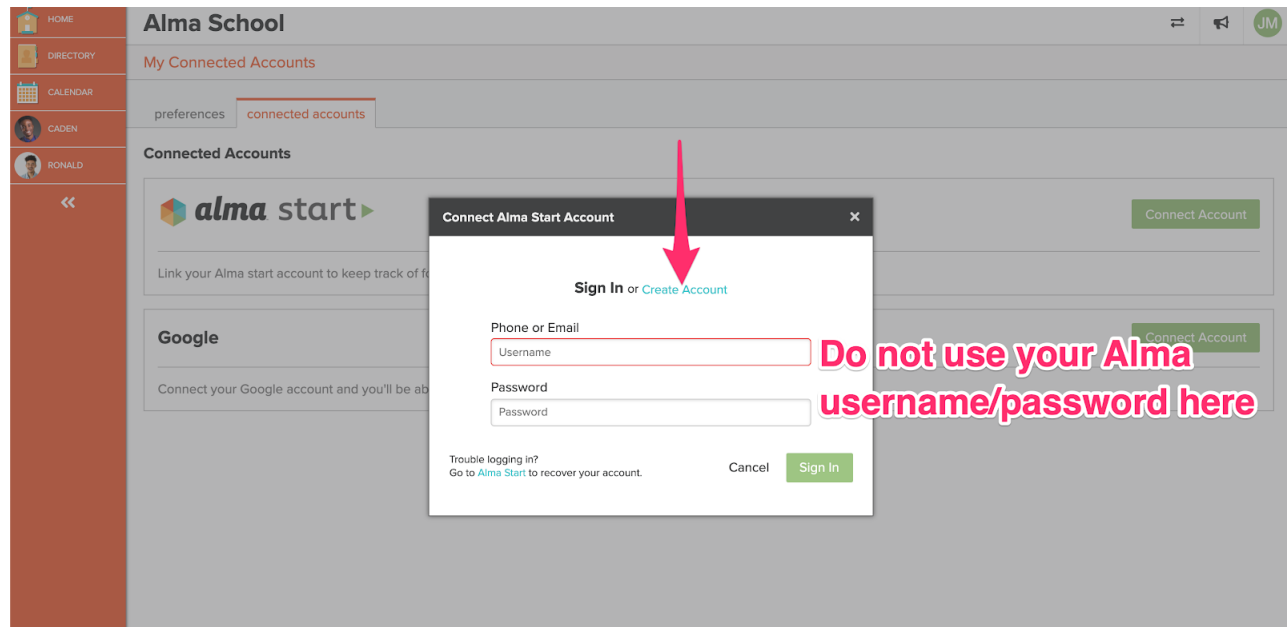 HOME
Alma School
JM
DIRECTORY
My Connected Accounts
CALENDAR
preferences
connected accounts
CADEN
Connected Accounts
RONALD
alma start
Connect Account
Link your Alma start account to keep track of fo
Google
Connect Account
Connect your Google account and you'll be ab
Connect Alma Start Account
×
Sign In or Create Account
Phone or Email
Username
Do not use your Alma
username/password here
Password
Password
Trouble logging in?
Go to Alma Start to recover your account.
Cancel
Sign In